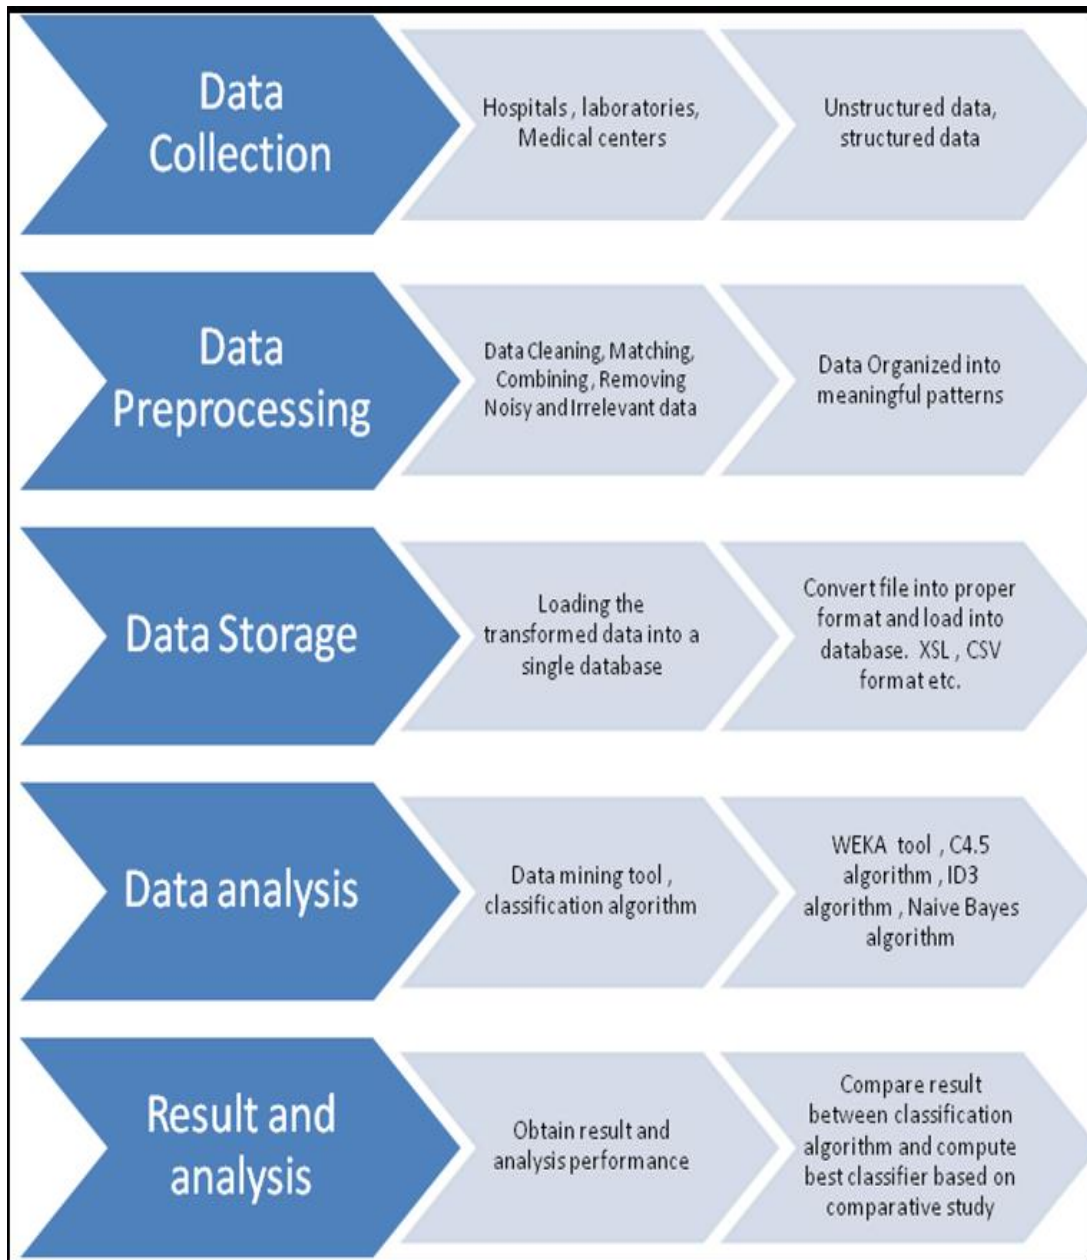 Data
Collection
Hospitals , laboratories,
Medical centers
Unstructured data,
structured data
Data
Preprocessing
Data Cleaning, Matching,
Combining, Removing
Noisy and Irrelevant data
Data Organized into
meaningful patterns
Data Storage
Loading the
transformed data into a
single database
Convert file into proper
format and load into
database. XSL , CSV
format etc.
Data analysis
Data mining tool ,
classification algorithm
WEKA tool , C4.5
algorithm , ID3
algorithm , Naive Bayes
algorithm
Result and
analysis
Obtain result and
analysis performance
Compare result
between classification
algorithm and compute
best classifier based on
comparative study